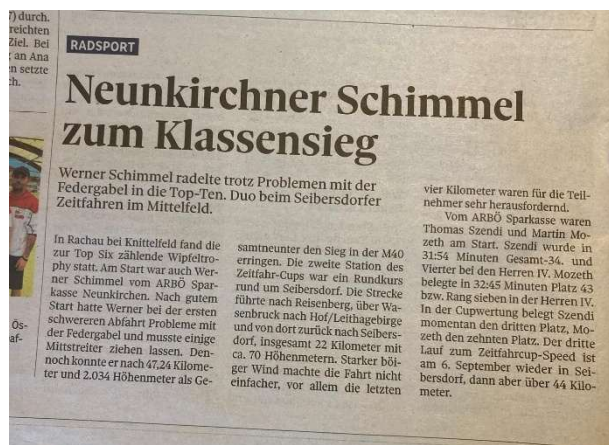 ) durch.
reichten
Ziel. Bei
an Ana
n setzte
ch.
RADSPORT
Neunkirchner Schimmel
zum Klassensieg
Werner Schimmel radelte trotz Problemen mit der
Federgabel in die Top-Ten. Duo beim Seibersdorfer
Zeitfahren im Mittelfeld.
In Rachau bei Knittelfeld fand die
zur Top Six zählende Wipfeltro-
phy statt. Am Start war auch Wer-
ner Schimmel vom ARBÖ Spar-
kasse Neunkirchen. Nach gutem
Start hatte Werner bei der ersten
schwereren Abfahrt Probleme mit
der Federgabel und musste einige
Mitstreiter ziehen lassen. Den-
noch konnte er nach 47,24 Kilome-
ter und 2.034 Höhenmeter als Ge-
samtneunter den Sieg in der M40
erringen. Die zweite Station des
Zeitfahr-Cups war ein Rundkurs
rund um Seibersdorf. Die Strecke
führte nach Reisenberg, über Wa-
senbruck nach Hof/Leithagebirge
und von dort zurück nach Seibers-
dorf, insgesamt 22 Kilometer mit
ca. 70 Höhenmetern. Starker böi-
ger Wind machte die Fahrt nicht
einfacher, vor allem die letzten
vier Kilometer waren für die Teil-
nehmer sehr herausfordernd.
Vom ARBÖ Sparkasse waren
Thomas Szendi und Martin Mo-
zeth am Start. Szendi wurde in
31:54 Minuten Gesamt-34. und
Vierter bei den Herren IV. Mozeth
belegte in 32:45 Minuten Platz 43
bzw. Rang sieben in der Herren IV.
In der Cupwertung belegt Szendi
momentan den dritten Platz, Mo-
zeth den zehnten Platz. Der dritte
Lauf zum Zeitfahrcup-Speed ist
am 6. September wieder in Sei-
bersdorf, dann aber über 44 Kilo-
meter.
Ös-
af-